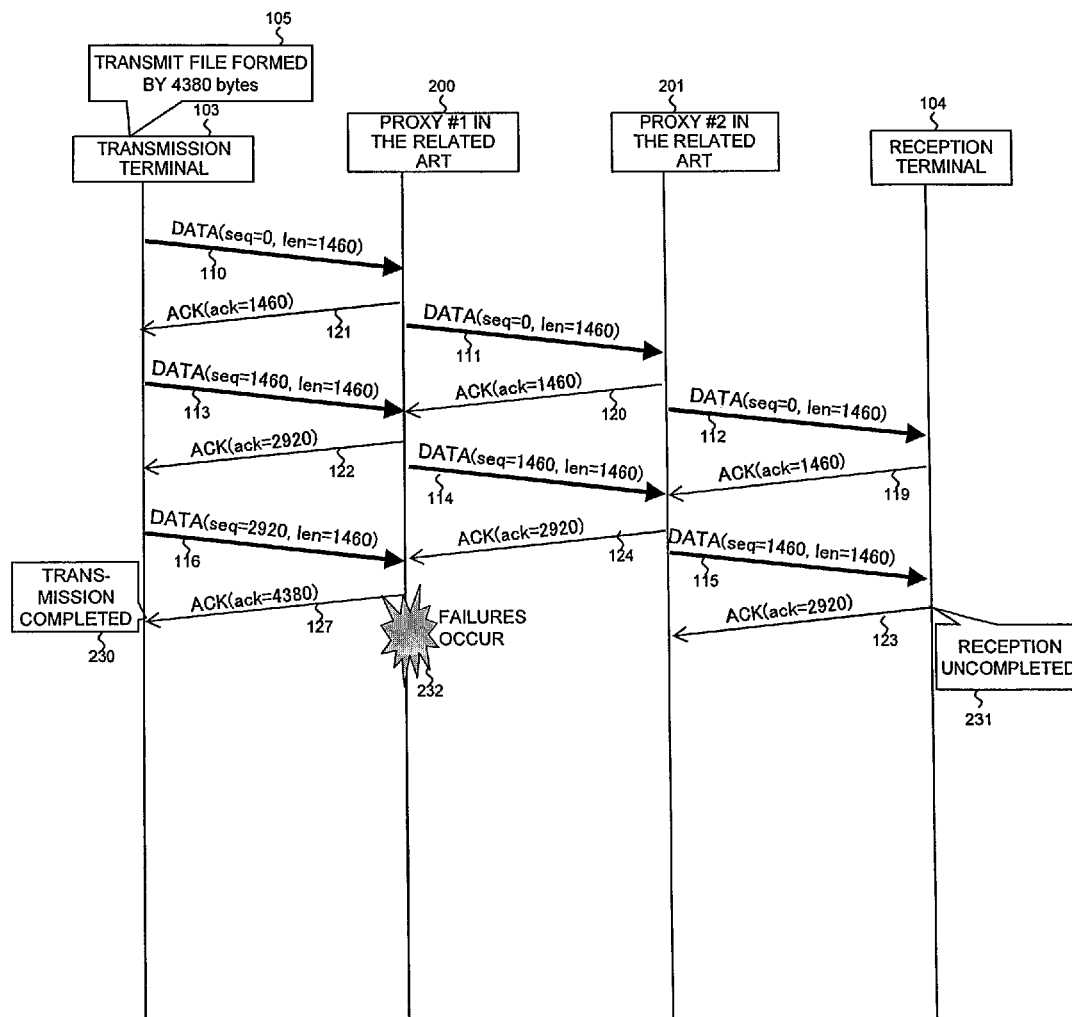 105
TRANSMIT FILE FORMED
BY 4380 bytes
103
TRANSMISSION
TERMINAL
200
PROXY #1 IN
THE RELATED
ART
201
PROXY #2 IN
THE RELATED
ART
104
RECEPTION
TERMINAL
DATA(seq=0, len=1460)
110
ACK(ack=1460)
121
DATA(seq=0, len=1460)
111
DATA(seq=1460, len=1460)
113
ACK(ack=1460)
120
DATA(seq=0, len=1460)
112
ACK(ack=2920)
122
DATA(seq=1460, len=1460)
114
ACK(ack=1460)
119
DATA(seq=2920, len=1460)
116
ACK(ack=2920)
124
DATA(seq=1460, len=1460)
115
TRANS-
MISSION
COMPLETED
230
ACK(ack=4380)
127
FAILURES
OCCUR
232
ACK(ack=2920)
123
RECEPTION
UNCOMPLETED
231